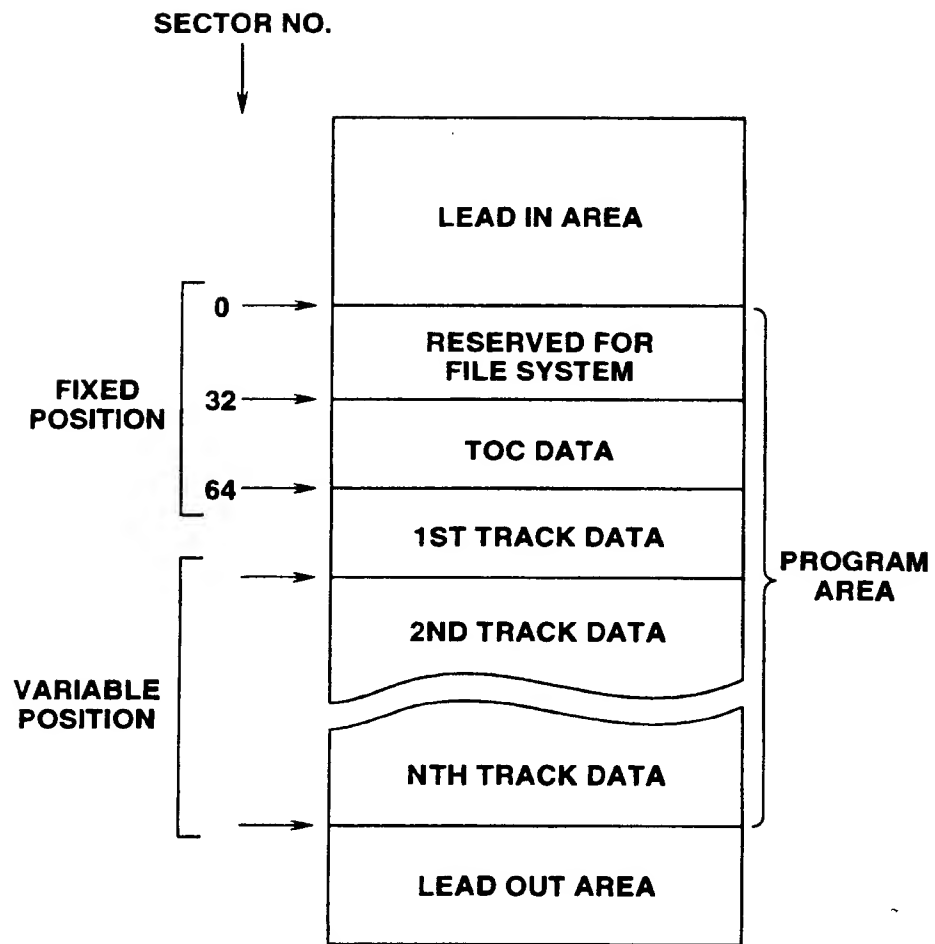 SECTOR NO.
LEAD IN AREA
0
RESERVED FOR
FILE SYSTEM
FIXED
POSITION
32
TOC DATA
64
1ST TRACK DATA
PROGRAM
AREA
2ND TRACK DATA
VARIABLE
POSITION
NTH TRACK DATA
LEAD OUT AREA